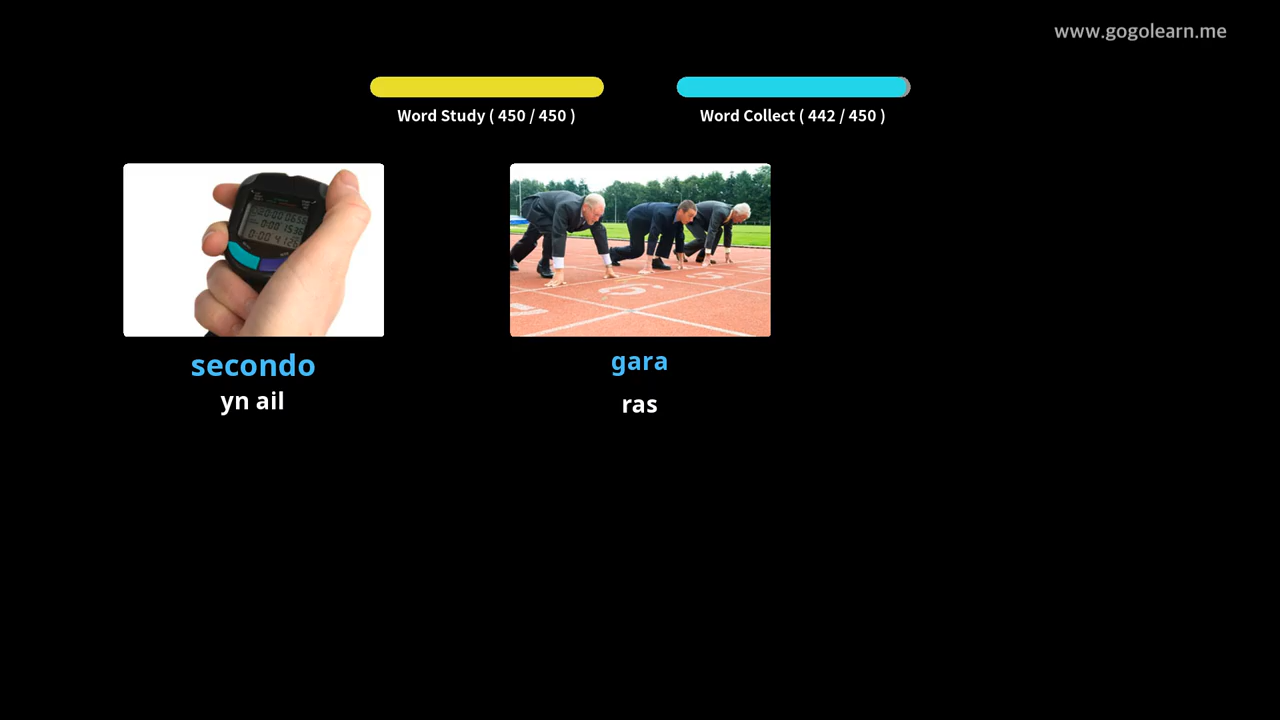 www.gogolearn.me
Word Study ( 450 / 450 )
Word Collect ( 442 / 450 )
secondo
yn ail
gara
ras